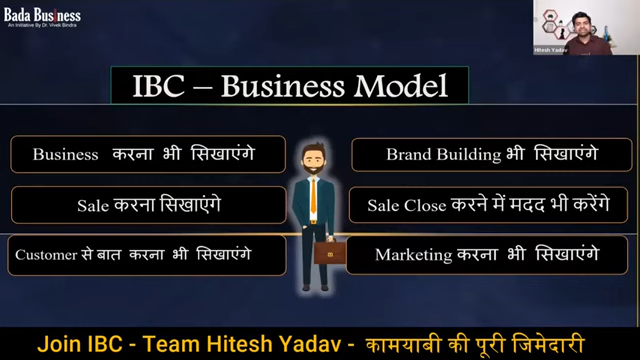 Bada Business
An Initiative By Dr. Vivek Bindra
Hitesh Yadav
IBC – Business Model
Business करना भी सिखाएंगे
Brand Building भी सिखाएंगे
Sale करना सिखाएंगे
Sale Close करने में मदद भी करेंगे
Customer से बात करना भी सिखाएंगे
Marketing करना भी सिखाएंगे
Join IBC - Team Hitesh Yadav - कामयाबी की पूरी जिमेदारी